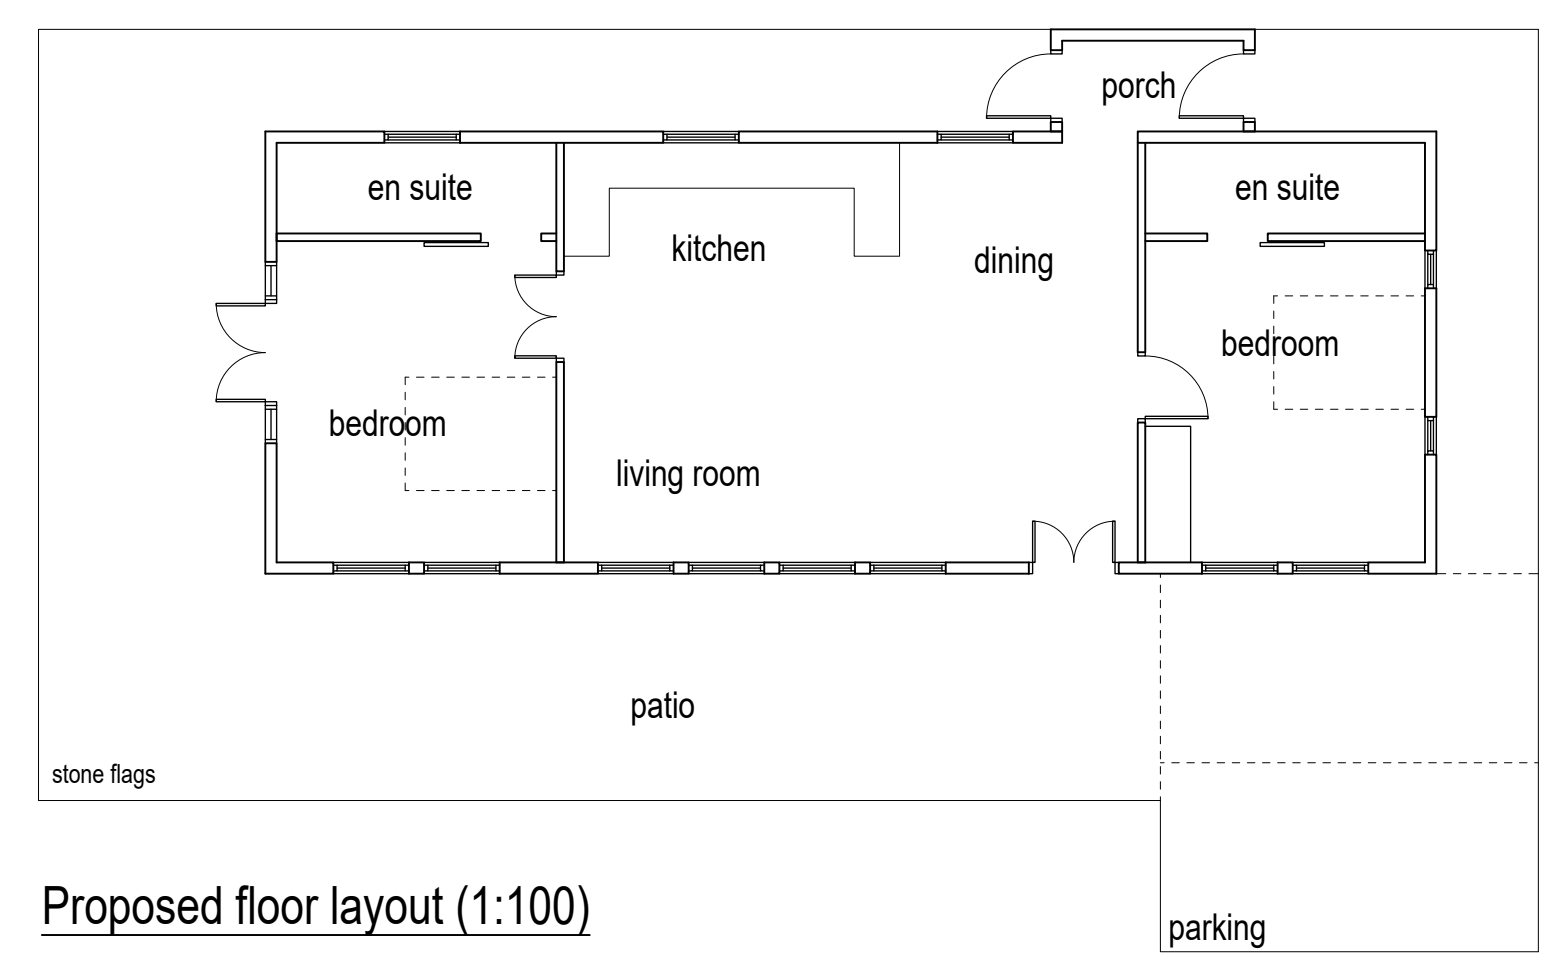 porch
en suite
en suite
kitchen
dining
bedroom
bedroom
living room
patio
stone flags
Proposed floor layout (1:100)
parking